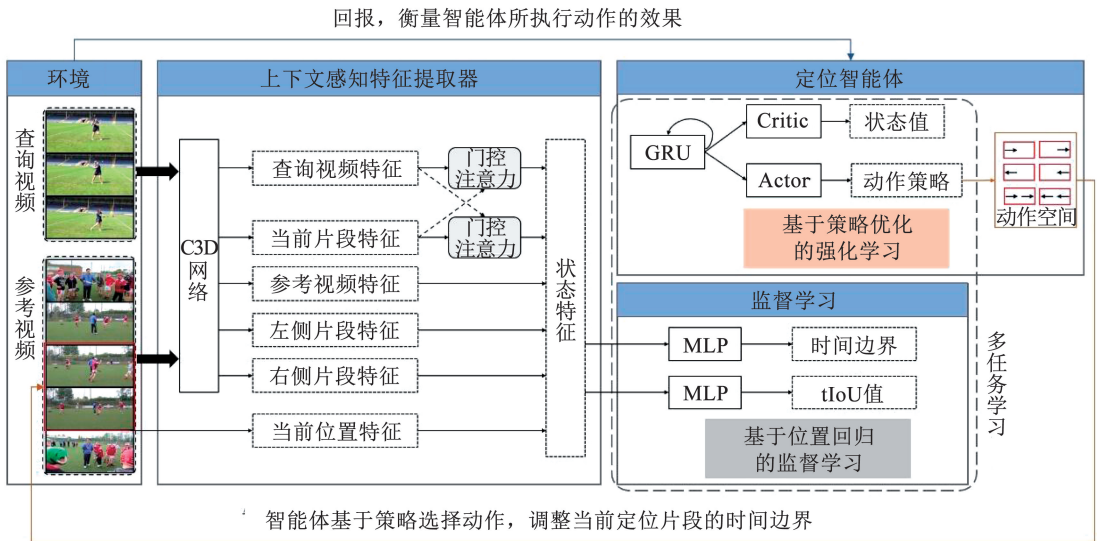 回报，衡量智能体所执行动作的效果
环境
查询视频
参考视频
上下文感知特征提取器
C3D
网络
查询视频特征
当前片段特征
参考视频特征
左侧片段特征
右侧片段特征
当前位置特征
门控
注意力
门控
注意力
状态特征
定位智能体
GRU
Critic
状态值
Actor
动作策略
基于策略优化
的强化学习
动作空间
监督学习
MLP
时间边界
MLP
tIoU值
基于位置回归
的监督学习
多任务学习
智能体基于策略选择动作，调整当前定位片段的时间边界